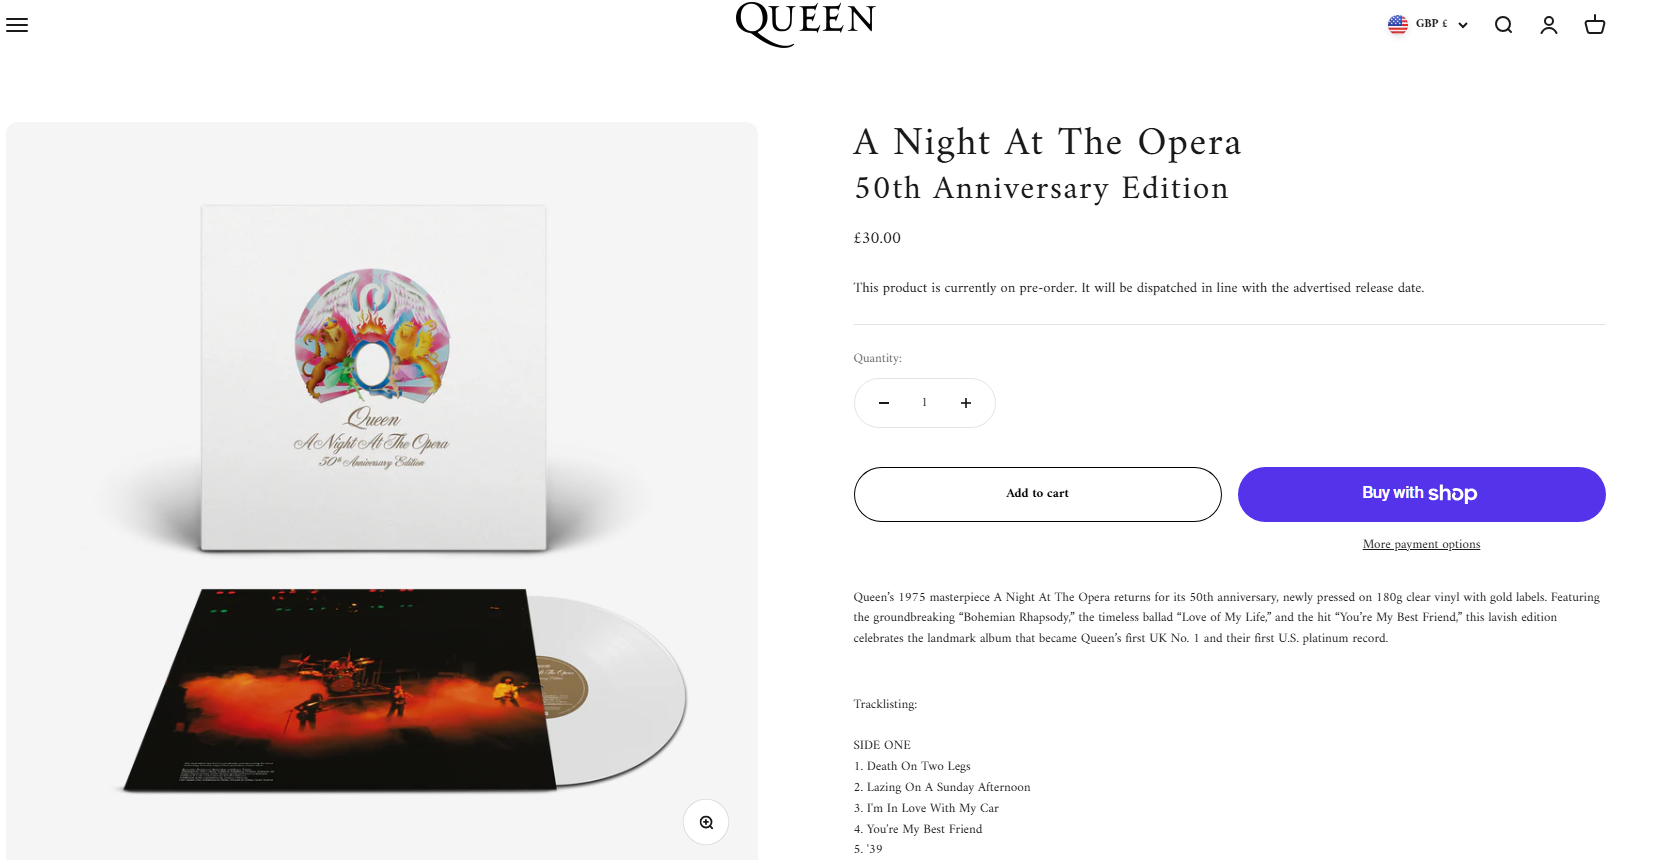 QUEEN
GBP £
A Night At The Opera
50th Anniversary Edition
£30.00
This product is currently on pre-order. It will be dispatched in line with the advertised release date.
Quantity:
1
Add to cart
Buy with shop
More payment options
Queen
A Night At The Opera
50th Anniversary Edition
Queen’s 1975 masterpiece A Night At The Opera returns for its 50th anniversary, newly pressed on 180g clear vinyl with gold labels. Featuring
the groundbreaking “Bohemian Rhapsody,” the timeless ballad “Love of My Life,” and the hit “You’re My Best Friend,” this lavish edition
celebrates the landmark album that became Queen’s first UK No. 1 and their first U.S. platinum record.
Tracklisting:
SIDE ONE
1. Death On Two Legs
2. Lazing On A Sunday Afternoon
3. I'm In Love With My Car
4. You're My Best Friend
5. '39